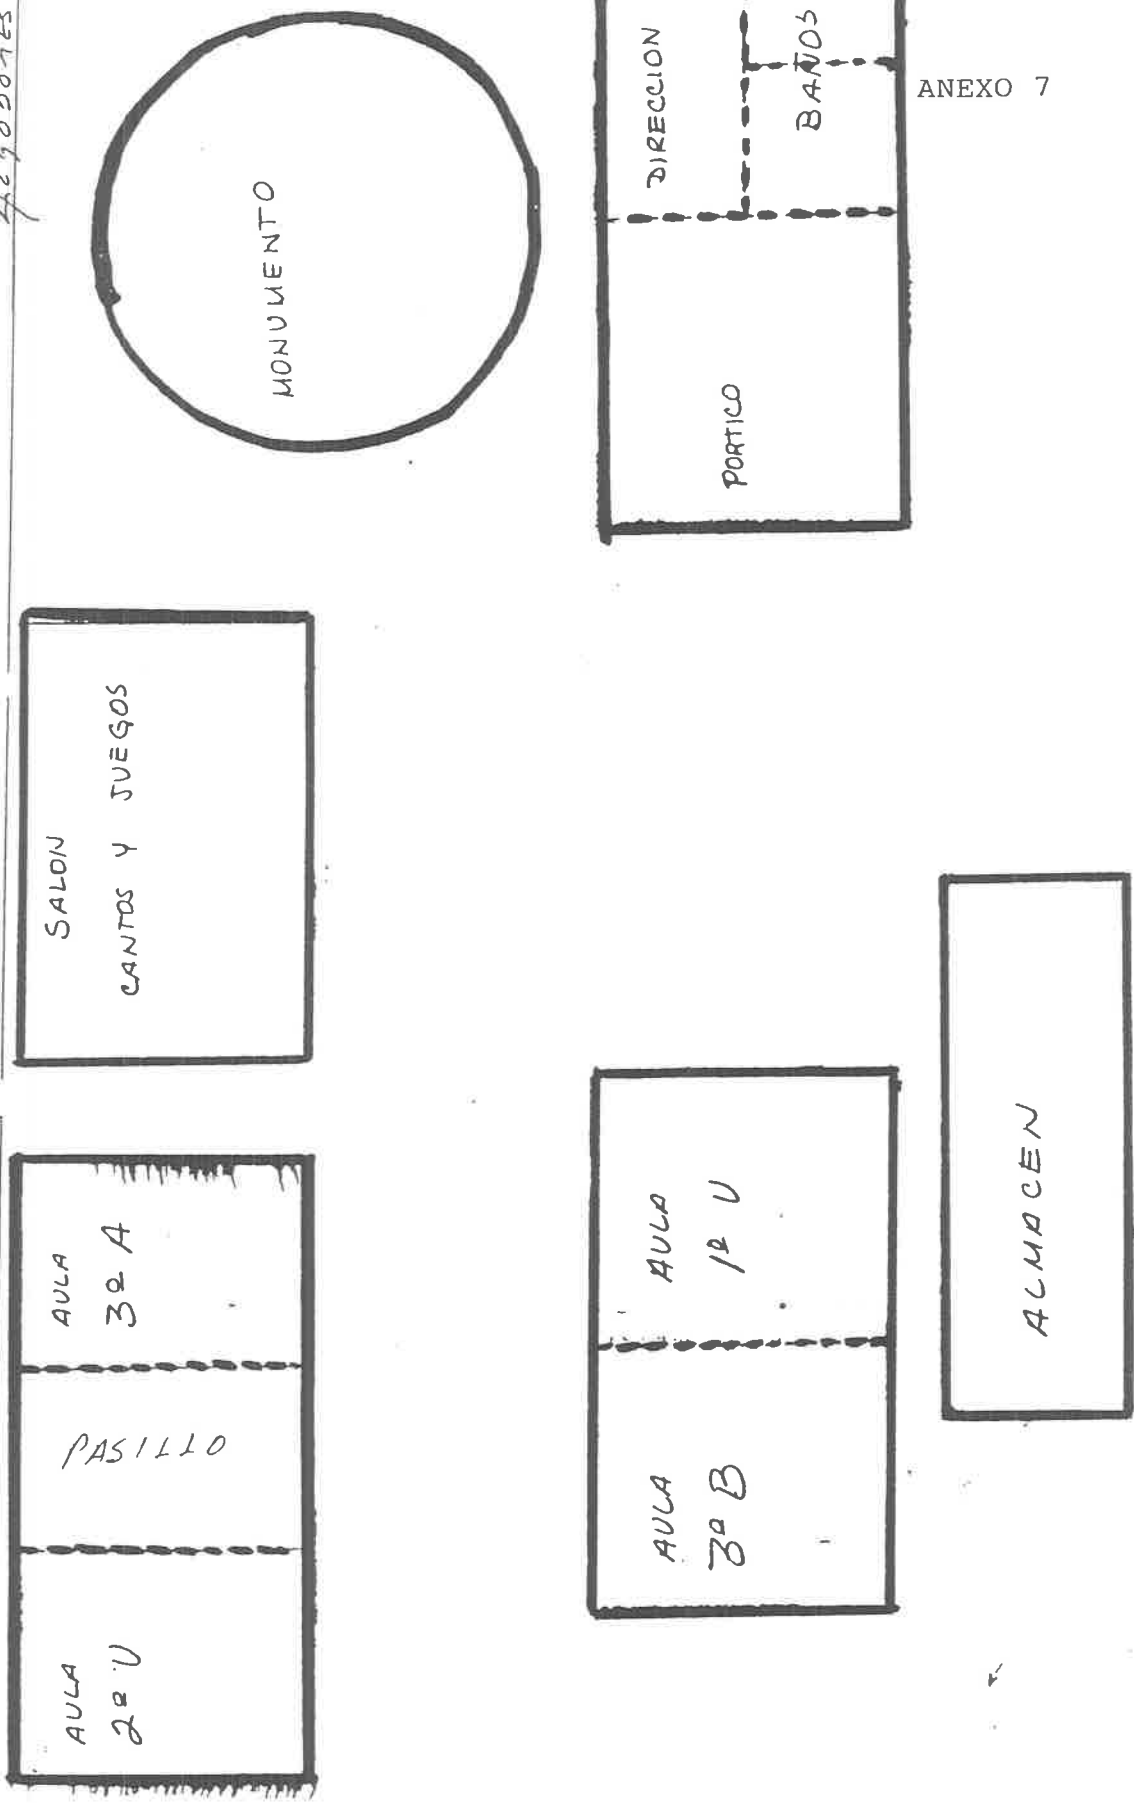 ANEXO 7
MONUMENTO
DIRECCION
BAÑOS
PORTICO
SALON
CANTOS Y JUEGOS
AULA
3º A
PASILLO
AULA
2º U
AULA
1º U
AULA
3º B
ALMACEN